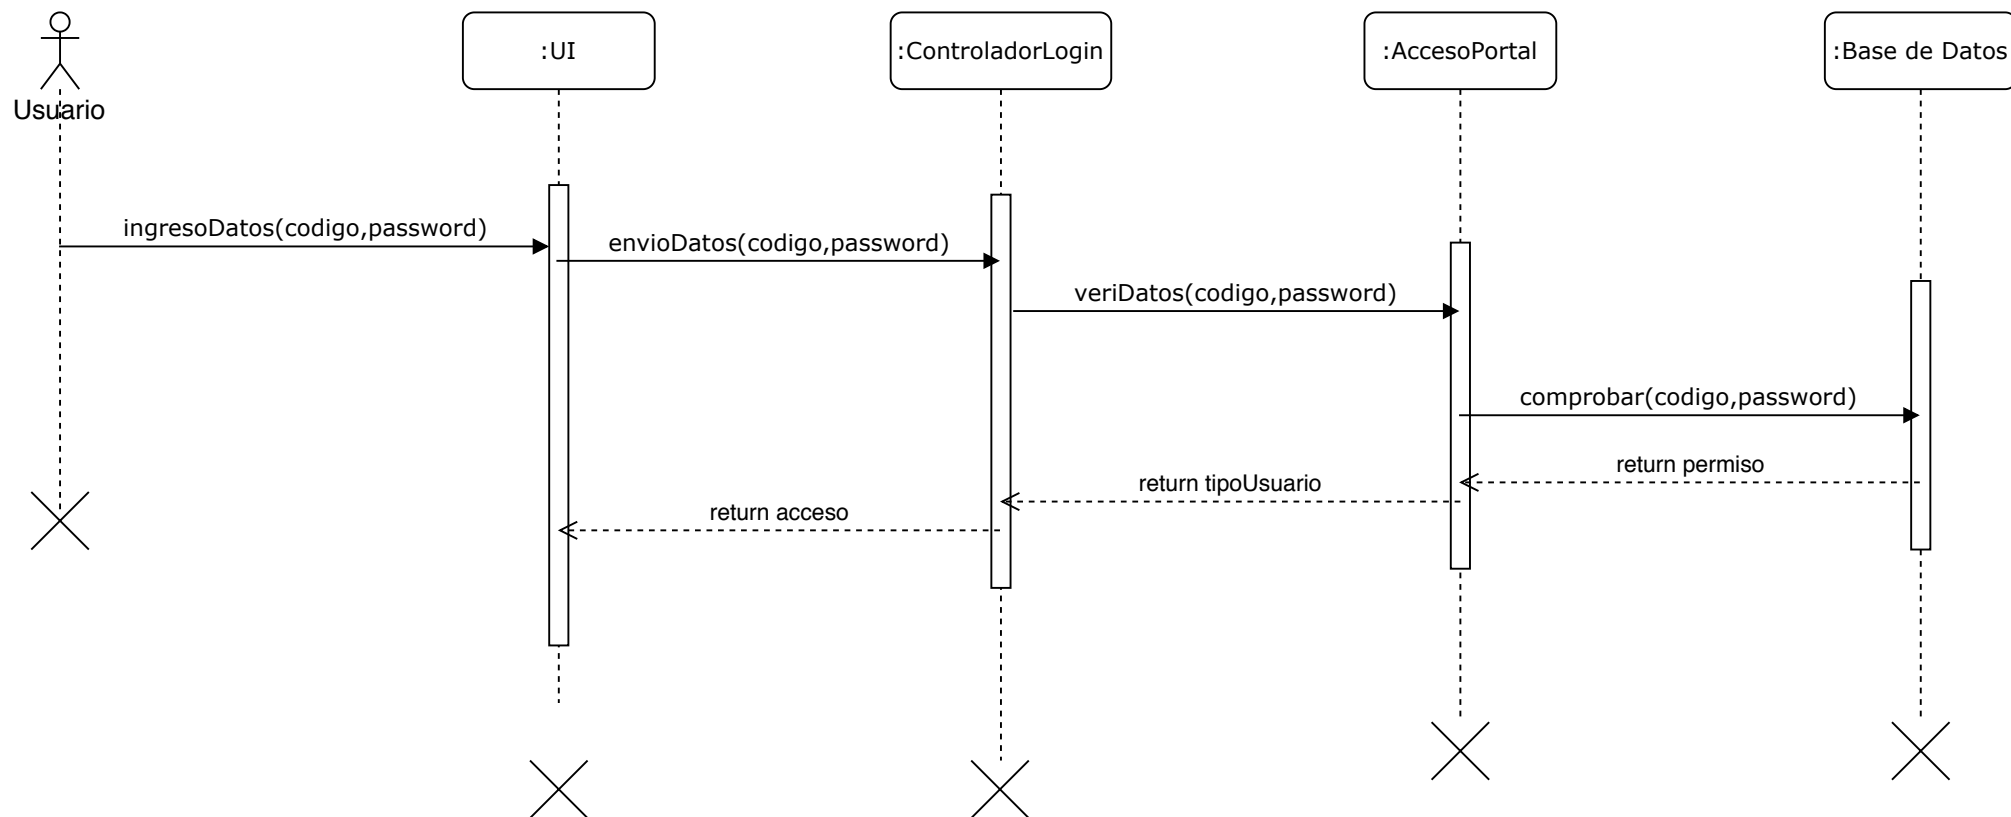 :UI
:ControladorLogin
:AccesoPortal
:Base de Datos
Usuario
ingresoDatos(codigo,password)
envioDatos(codigo,password)
veriDatos(codigo,password)
comprobar(codigo,password)
return permiso
return tipoUsuario
return acceso